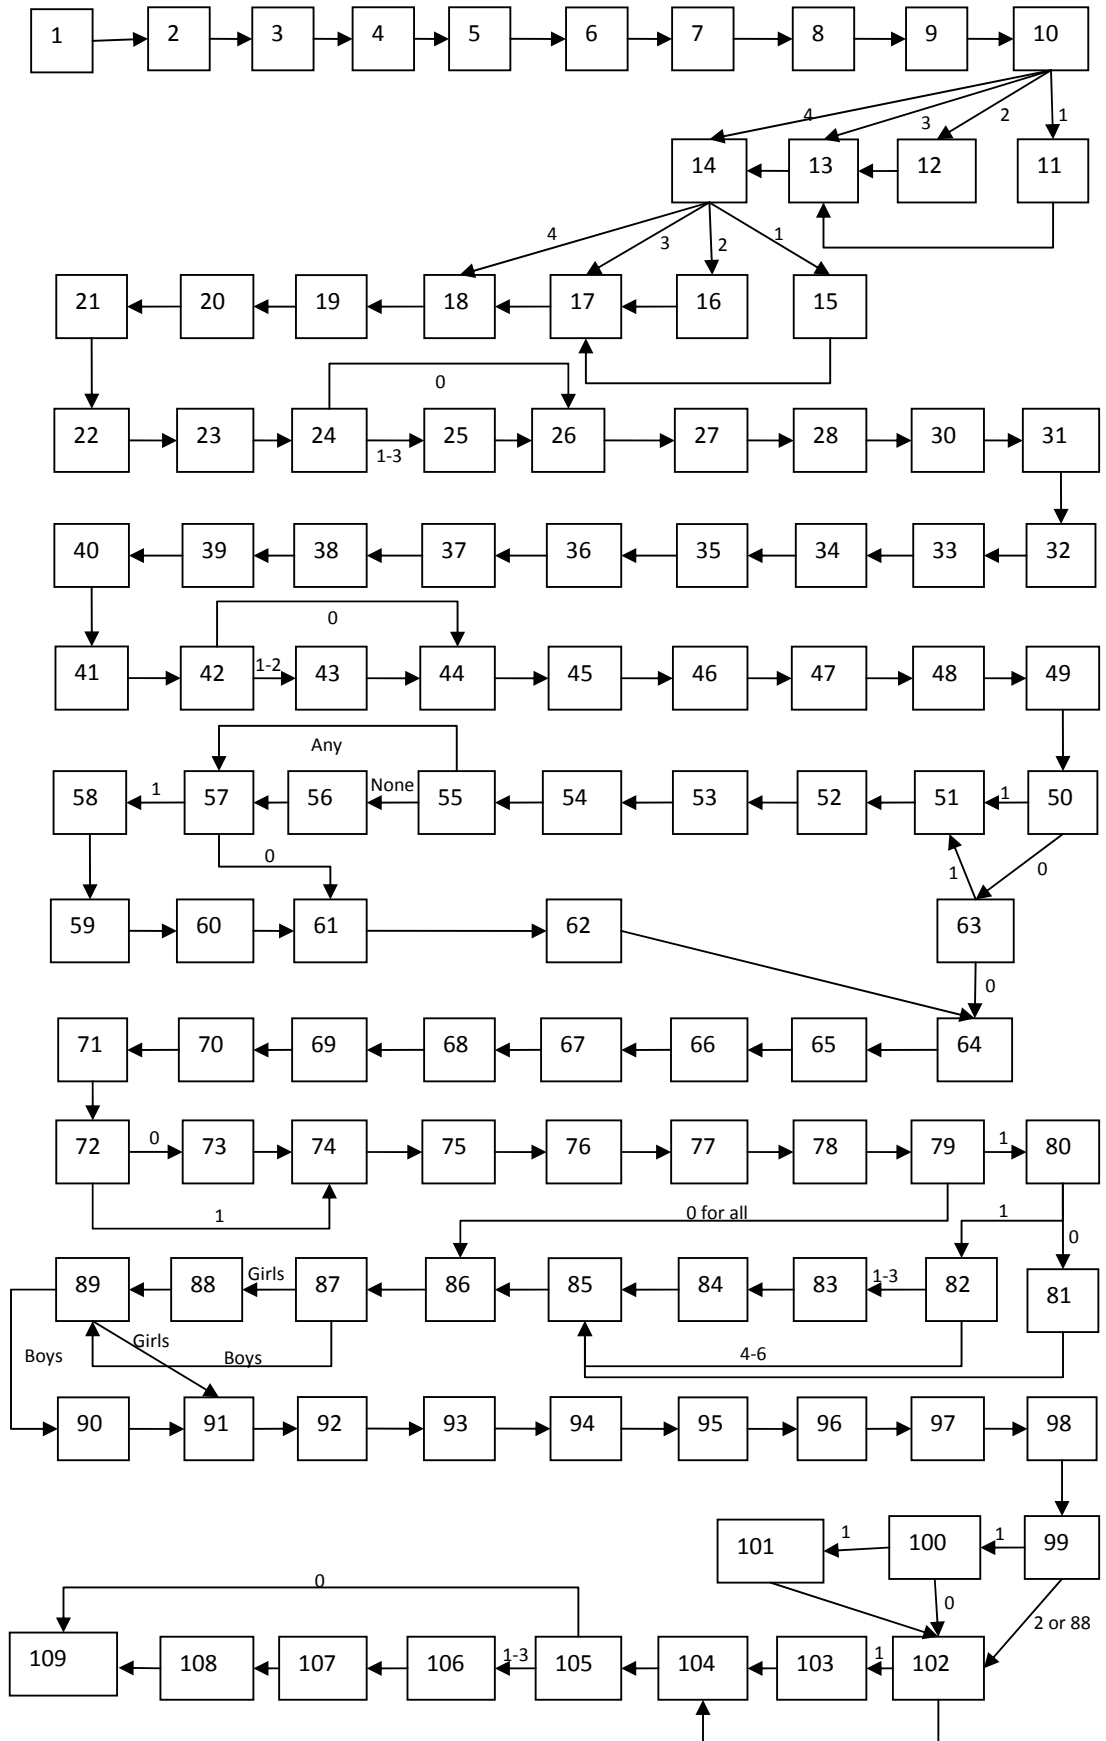 1 2 3 4 5 6 7 8 9 10
4 3 2 1
14 13 12 11
4 3 2 1
21 20 19 18 17 16 15
0
22 23 24 25 26 27 28 30 31
1-3
40 39 38 37 36 35 34 33 32
0
41 42 1-2 43 44 45 46 47 48 49
Any
58 1 57 56 None 55 54 53 52 51 1 50
0 1 0
59 60 61 62 63
0
71 70 69 68 67 66 65 64
72 0 73 74 75 76 77 78 79 1 80
1 0 for all 1 0
89 88 Girls 87 86 85 84 83 1-3 82 81
Boys Girls Boys 4-6
90 91 92 93 94 95 96 97 98
101 1 100 1 99
0 0 2 or 88
109 108 107 106 1-3 105 104 103 1 102